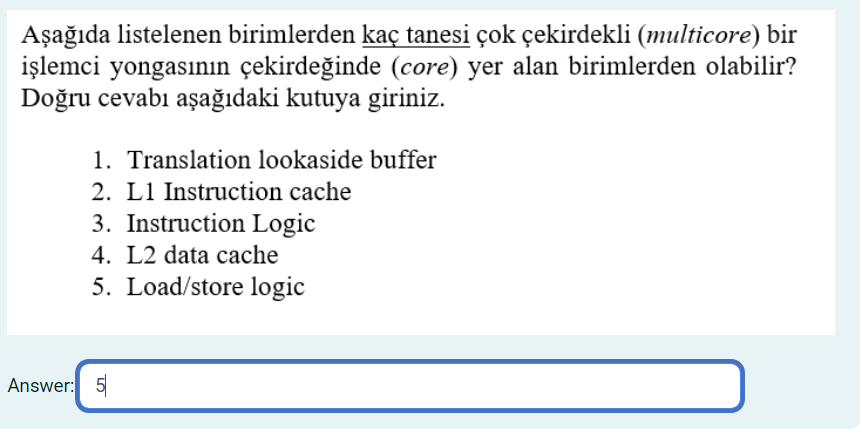 Aşağıda listelenen birimlerden kaç tanesi çok çekirdekli (multicore) bir
işlemci yongasının çekirdeğinde (core) yer alan birimlerden olabilir?
Doğru cevabı aşağıdaki kutuya giriniz.
1. Translation lookaside buffer
2. L1 Instruction cache
3. Instruction Logic
4. L2 data cache
5. Load/store logic
Answer: 5